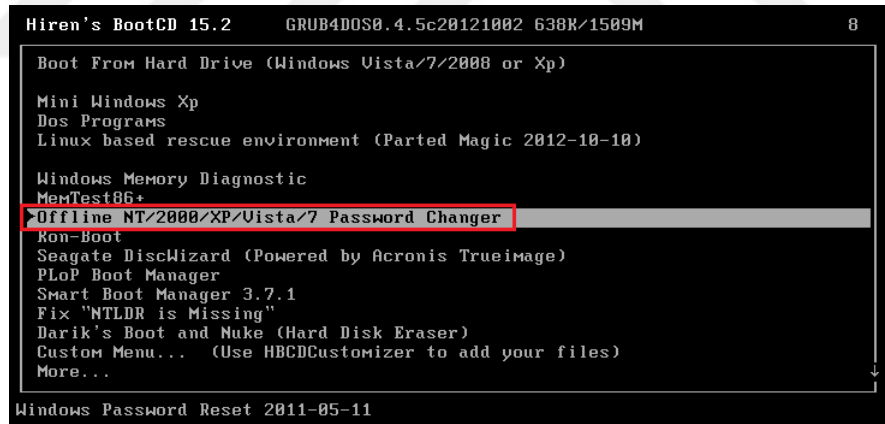 Hiren's BootCD 15.2 GRUB4DOS0.4.5c20121002 638K/1509M 8
Boot From Hard Drive (Windows Vista/7/2008 or Xp)
Mini Windows Xp
Dos Programs
Linux based rescue environment (Parted Magic 2012-10-10)
Windows Memory Diagnostic
MemTest86+
Offline NT/2000/XP/Vista/7 Password Changer
Kon-Boot
Seagate DiscWizard (Powered by Acronis Trueimage)
PLoP Boot Manager
Smart Boot Manager 3.7.1
Fix "NTLDR is Missing"
Darik's Boot and Nuke (Hard Disk Eraser)
Custom Menu... (Use HBCDCustomizer to add your files)
More...
Windows Password Reset 2011-05-11